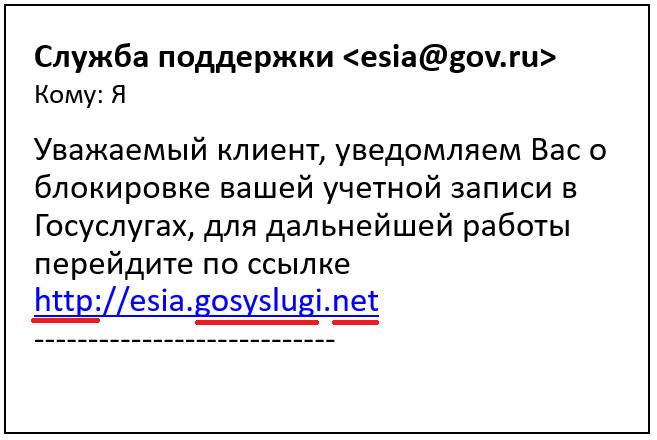 Служба поддержки <esia@gov.ru>
Кому: Я
Уважаемый клиент, уведомляем Вас о
блокировке вашей учетной записи в
Госуслугах, для дальнейшей работы
перейдите по ссылке
http://esia.gosyslugi.net
----------------------------